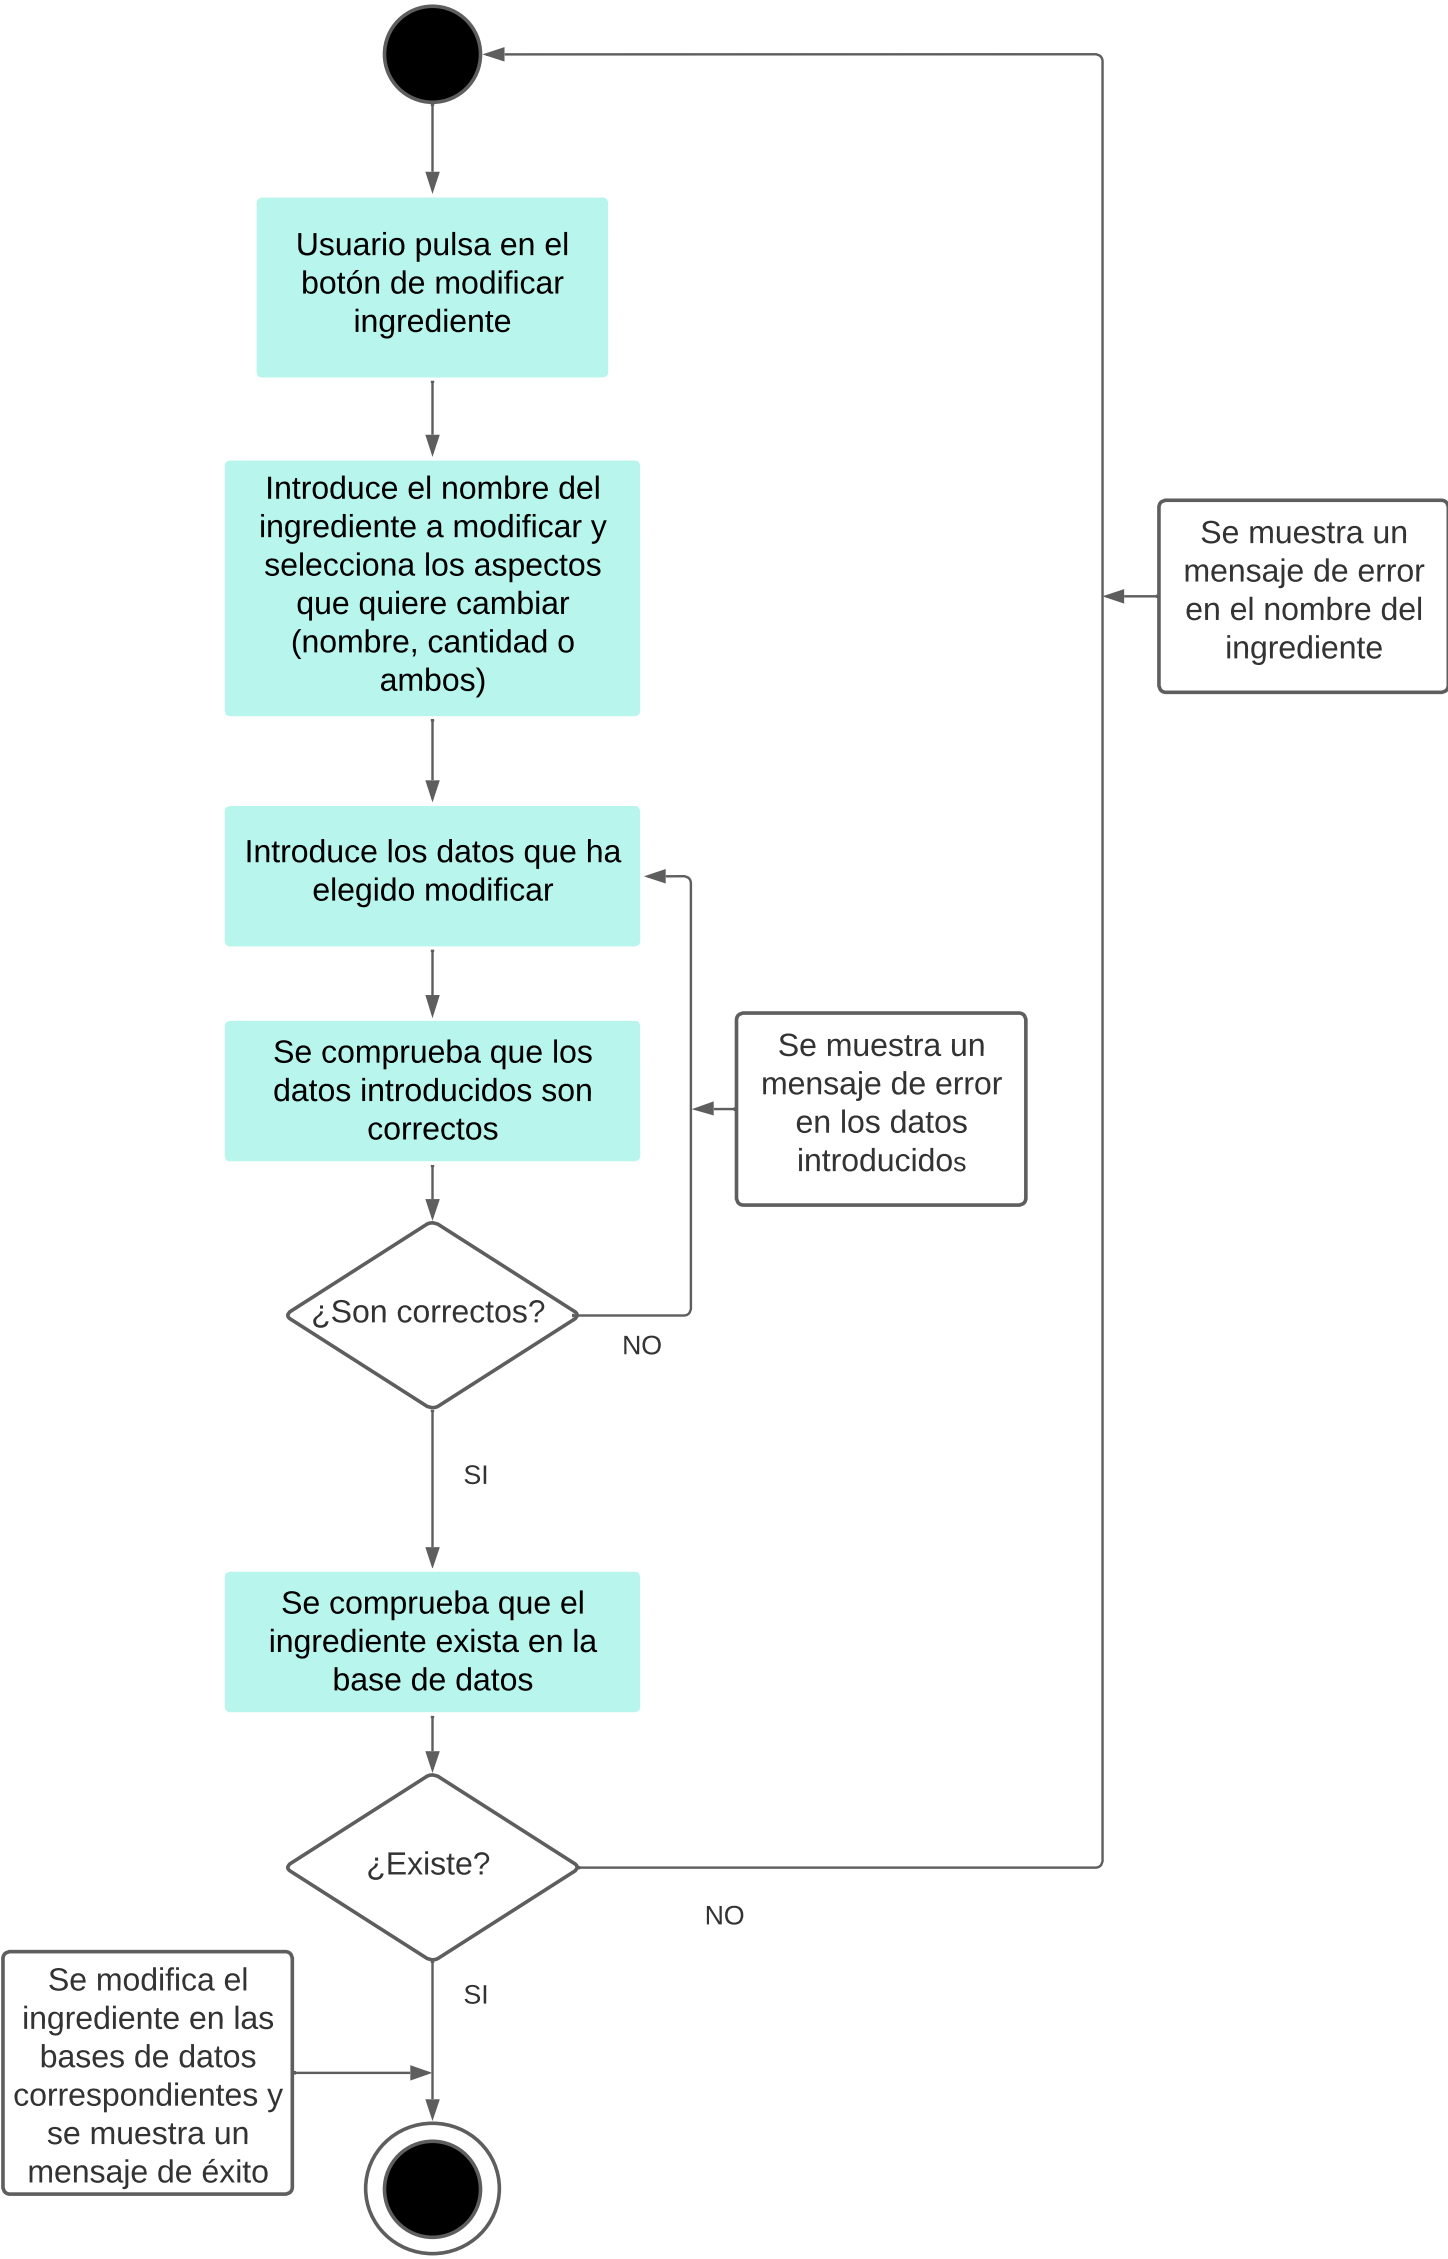 Usuario pulsa en el
botón de modificar
ingrediente
Introduce el nombre del
ingrediente a modificar y
selecciona los aspectos
que quiere cambiar
(nombre, cantidad o
ambos)
Se muestra un
mensaje de error
en el nombre del
ingrediente
Introduce los datos que ha
elegido modificar
Se comprueba que los
datos introducidos son
correctos
Se muestra un
mensaje de error
en los datos
introducidos
¿Son correctos?
NO
SI
Se comprueba que el
ingrediente exista en la
base de datos
¿Existe?
NO
SI
Se modifica el
ingrediente en las
bases de datos
correspondientes y
se muestra un
mensaje de éxito